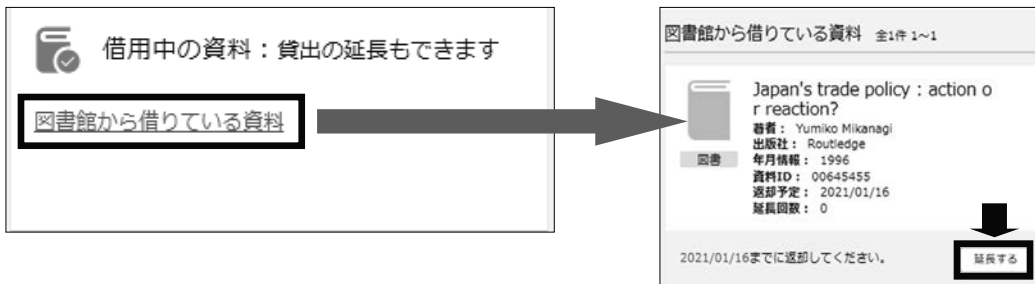 借用中の資料：貸出の延長もできます
図書館から借りている資料
図書館から借りている資料 全1件 1~1
Japan's trade policy : action o
r reaction?
著者： Yumiko Mikanagi
出版社： Routledge
図書
年月情報： 1996
資料ID： 00645455
返却予定： 2021/01/16
延長回数： 0
2021/01/16までに返却してください。
延長する